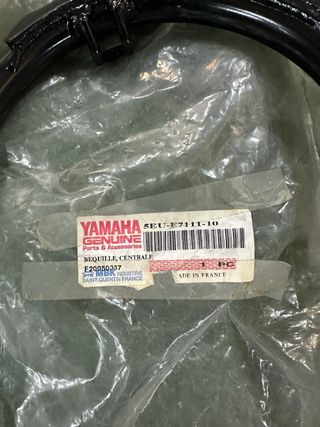 YAMAHA
GENUINE
Parts & Accessories
5EU-F7111-10
BEQUILLE, CENTRALE
F20050307
MBK INDUSTRIE
SAINT-QUENTIN FRANCE
1 PC
ADE IN FRANCE